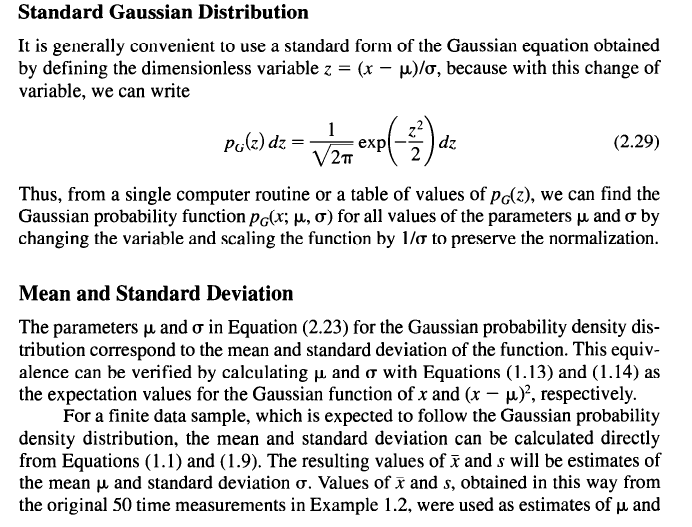 Standard Gaussian Distribution
It is generally convenient to use a standard form of the Gaussian equation obtained
by defining the dimensionless variable z = (x − μ)/σ, because with this change of
variable, we can write
p_G(z) dz = 1/√(2π) exp(−z²/2) dz (2.29)
Thus, from a single computer routine or a table of values of p_G(z), we can find the
Gaussian probability function p_G(x; μ, σ) for all values of the parameters μ and σ by
changing the variable and scaling the function by 1/σ to preserve the normalization.
Mean and Standard Deviation
The parameters μ and σ in Equation (2.23) for the Gaussian probability density dis-
tribution correspond to the mean and standard deviation of the function. This equiv-
alence can be verified by calculating μ and σ with Equations (1.13) and (1.14) as
the expectation values for the Gaussian function of x and (x − μ)², respectively.
For a finite data sample, which is expected to follow the Gaussian probability
density distribution, the mean and standard deviation can be calculated directly
from Equations (1.1) and (1.9). The resulting values of x̄ and s will be estimates of
the mean μ and standard deviation σ. Values of x̄ and s, obtained in this way from
the original 50 time measurements in Example 1.2, were used as estimates of μ and